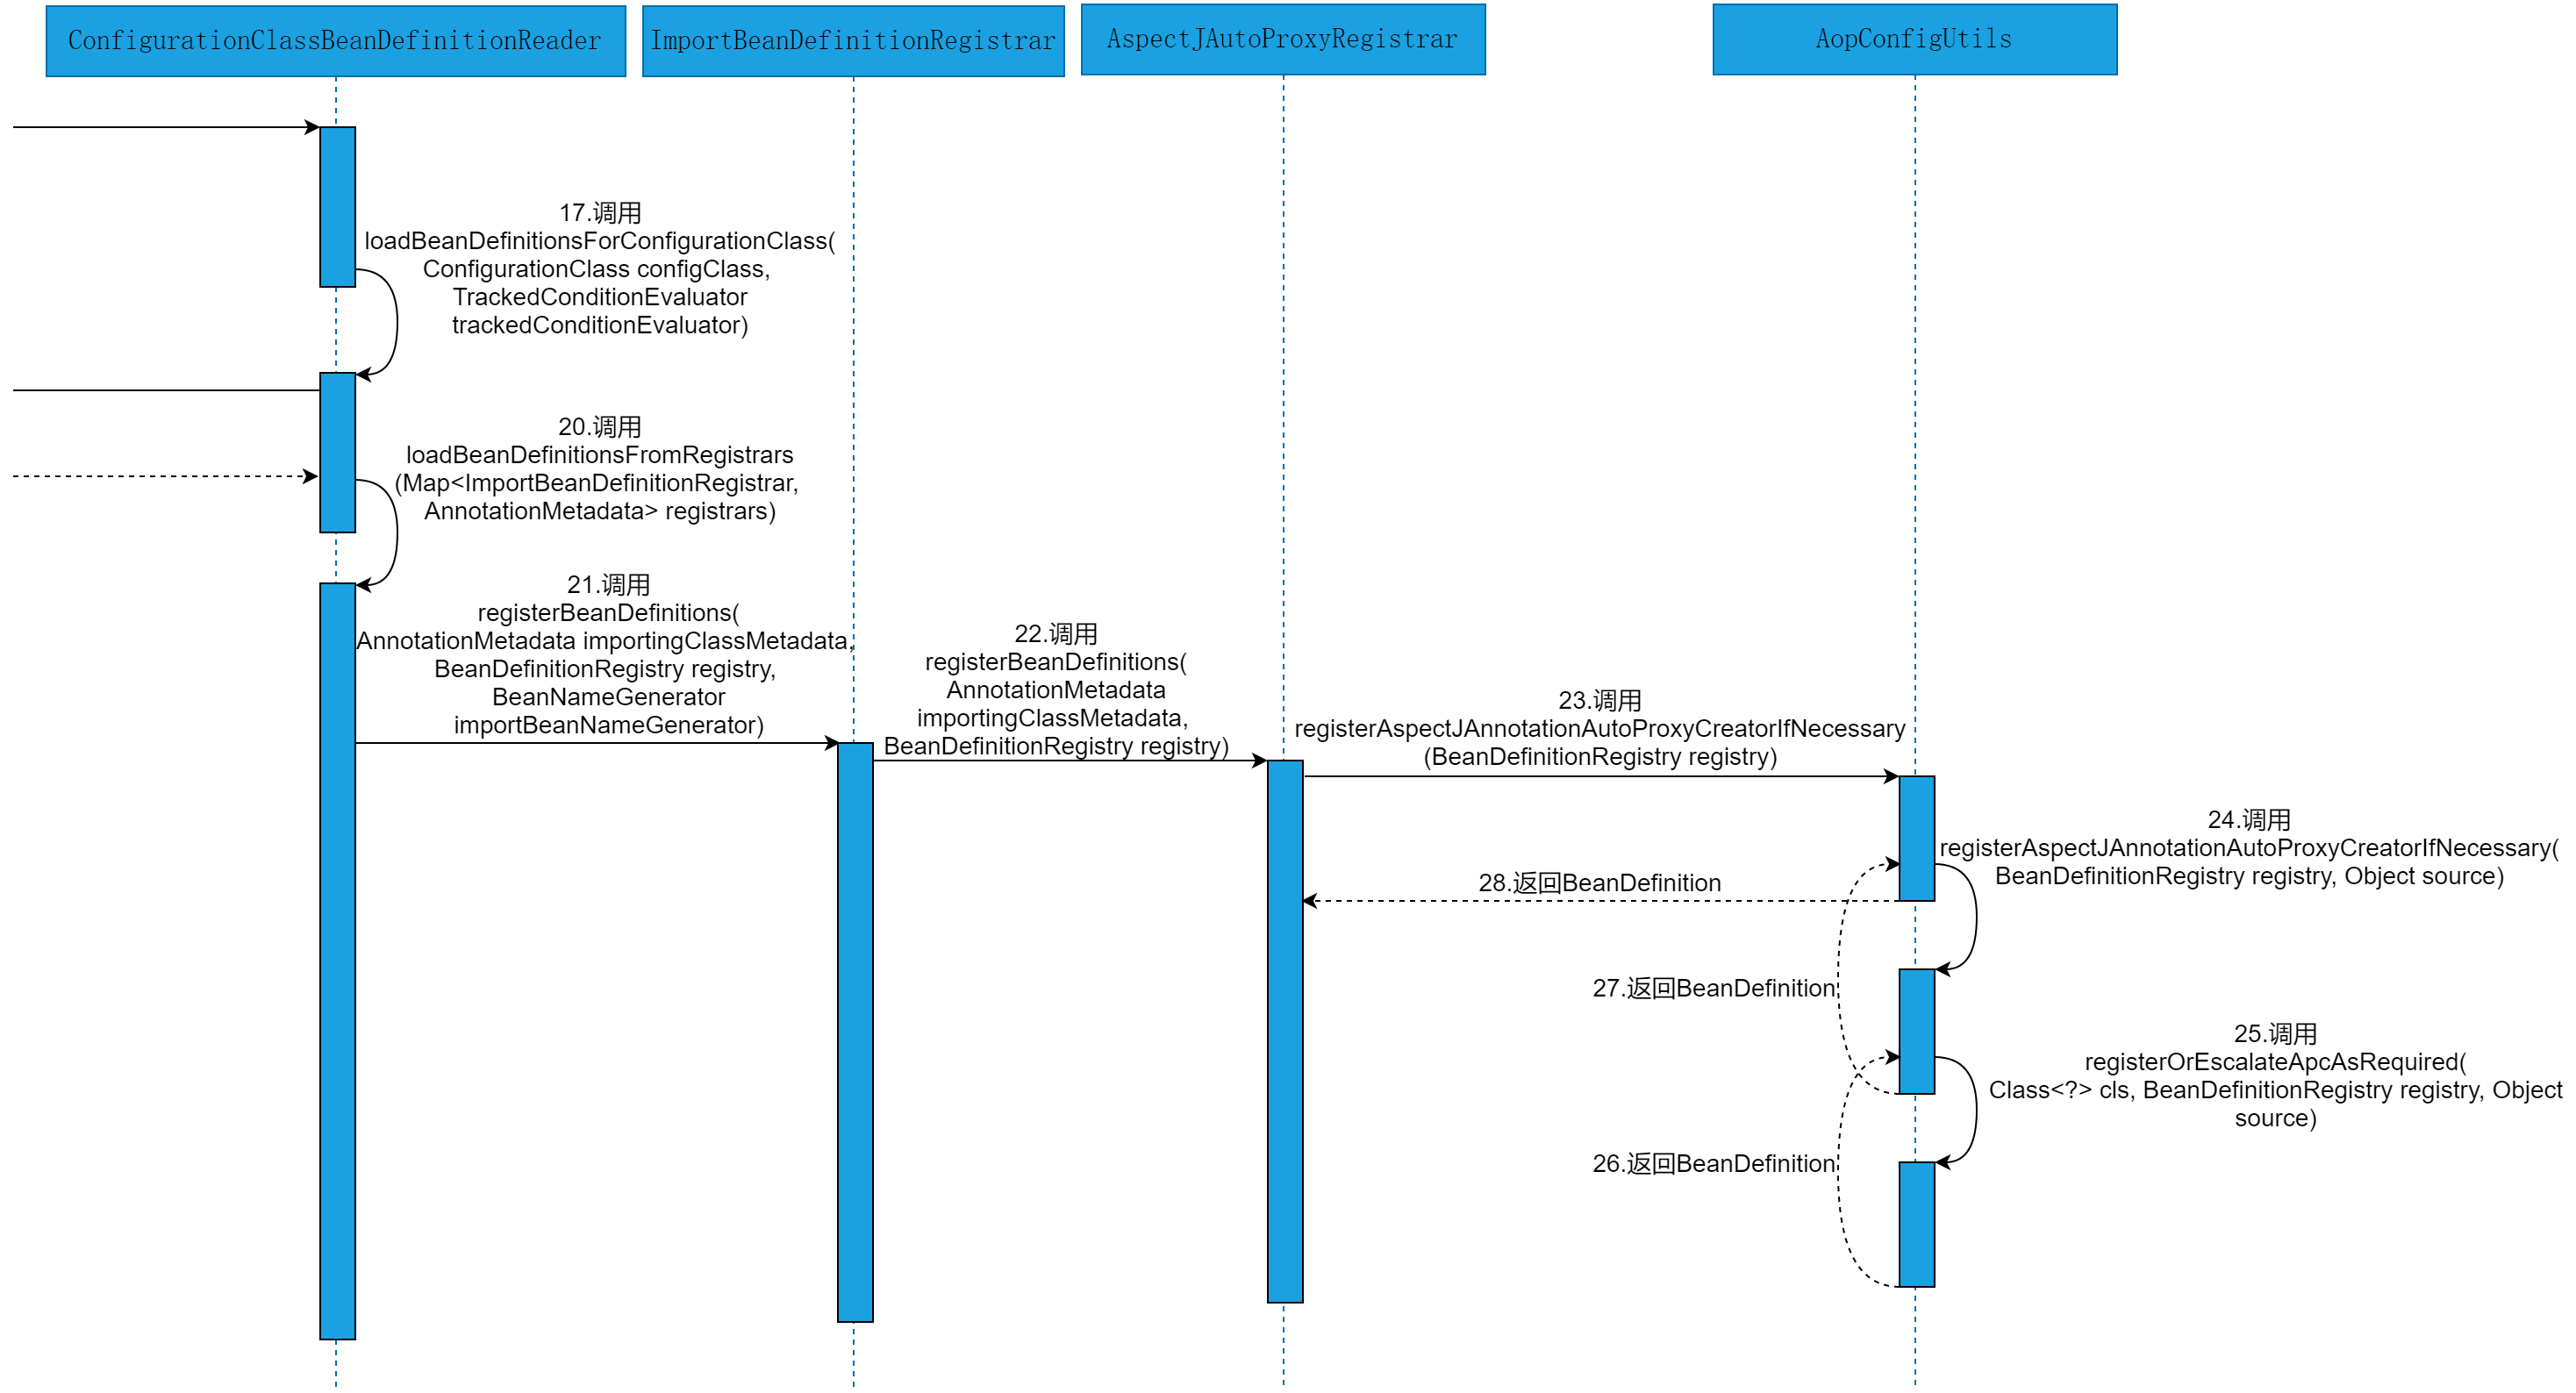 ConfigurationClassBeanDefinitionReader
ImportBeanDefinitionRegistrar
AspectJAutoProxyRegistrar
AopConfigUtils
17.调用
loadBeanDefinitionsForConfigurationClass(
ConfigurationClass configClass,
TrackedConditionEvaluator
trackedConditionEvaluator)
20.调用
loadBeanDefinitionsFromRegistrars
(Map<ImportBeanDefinitionRegistrar,
AnnotationMetadata> registrars)
21.调用
registerBeanDefinitions(
AnnotationMetadata importingClassMetadata,
BeanDefinitionRegistry registry,
BeanNameGenerator
importBeanNameGenerator)
22.调用
registerBeanDefinitions(
AnnotationMetadata
importingClassMetadata,
BeanDefinitionRegistry registry)
23.调用
registerAspectJAnnotationAutoProxyCreatorIfNecessary
(BeanDefinitionRegistry registry)
24.调用
registerAspectJAnnotationAutoProxyCreatorIfNecessary(
BeanDefinitionRegistry registry, Object source)
28.返回BeanDefinition
27.返回BeanDefinition
25.调用
registerOrEscalateApcAsRequired(
Class<?> cls, BeanDefinitionRegistry registry, Object
source)
26.返回BeanDefinition